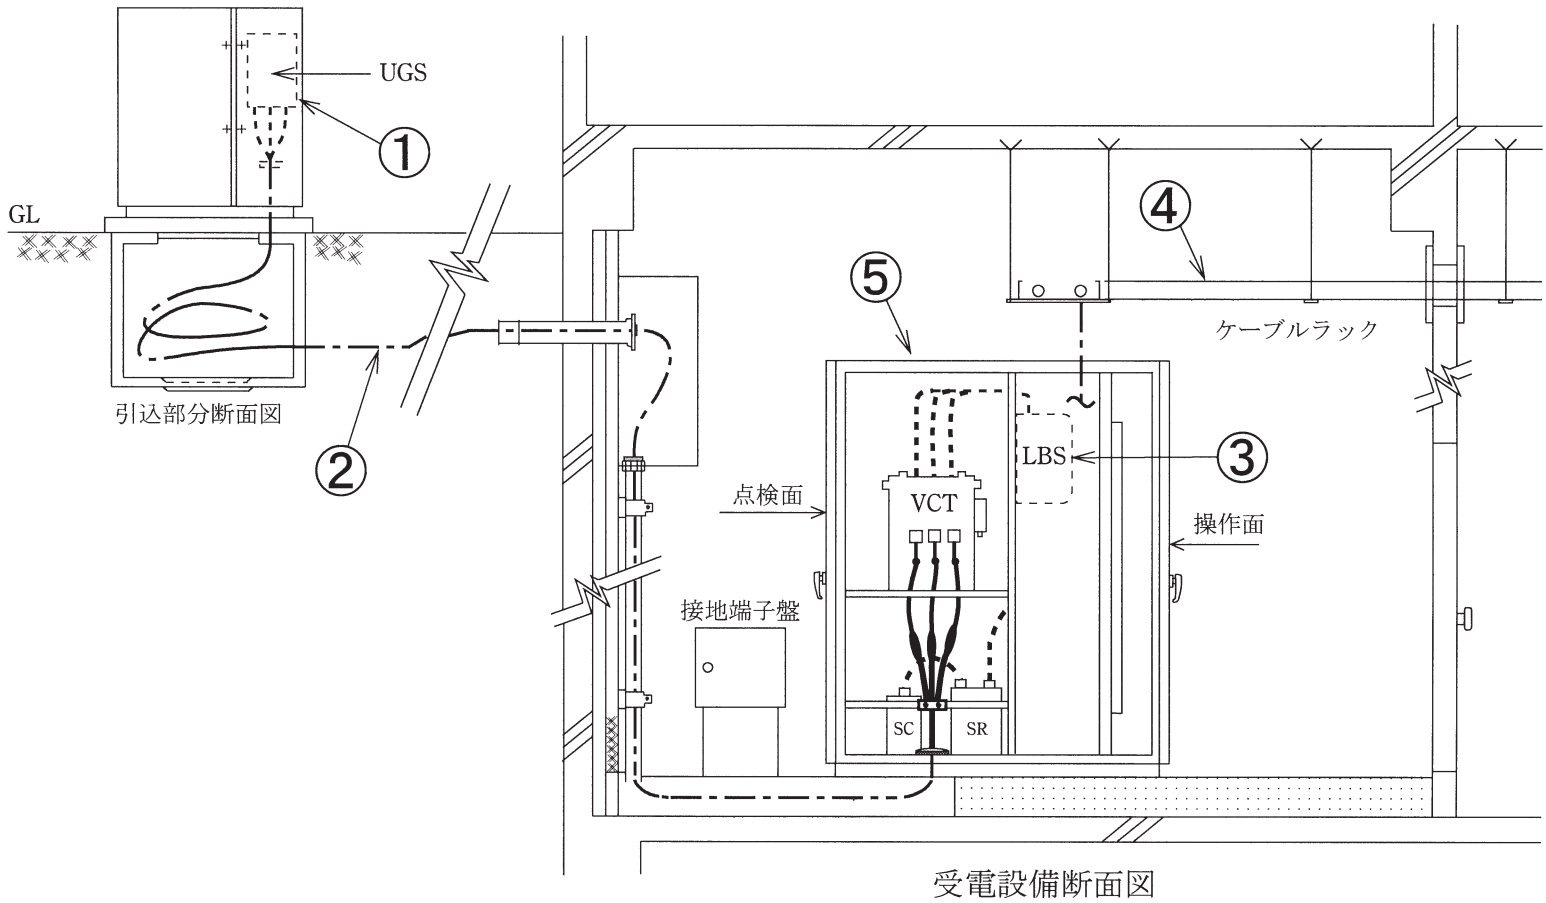 UGS
①
GL
④
⑤
ケーブルラック
引込部分断面図
②
LBS
③
点検面
VCT
操作面
接地端子盤
SC
SR
受電設備断面図